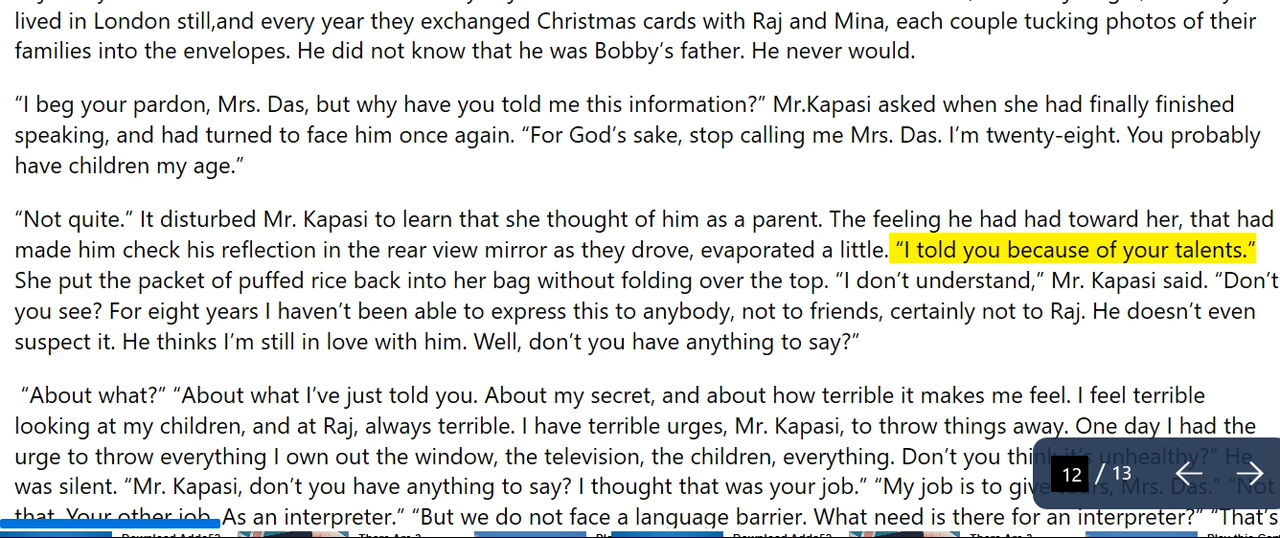 lived in London still,and every year they exchanged Christmas cards with Raj and Mina, each couple tucking photos of their
families into the envelopes. He did not know that he was Bobby’s father. He never would.
“I beg your pardon, Mrs. Das, but why have you told me this information?” Mr.Kapasi asked when she had finally finished
speaking, and had turned to face him once again. “For God’s sake, stop calling me Mrs. Das. I’m twenty-eight. You probably
have children my age.”
“Not quite.” It disturbed Mr. Kapasi to learn that she thought of him as a parent. The feeling he had had toward her, that had
made him check his reflection in the rear view mirror as they drove, evaporated a little. “I told you because of your talents.”
She put the packet of puffed rice back into her bag without folding over the top. “I don’t understand,” Mr. Kapasi said. “Don’t
you see? For eight years I haven’t been able to express this to anybody, not to friends, certainly not to Raj. He doesn’t even
suspect it. He thinks I’m still in love with him. Well, don’t you have anything to say?”
“About what?” “About what I’ve just told you. About my secret, and about how terrible it makes me feel. I feel terrible
looking at my children, and at Raj, always terrible. I have terrible urges, Mr. Kapasi, to throw things away. One day I had the
urge to throw everything I own out the window, the television, the children, everything. Don’t you think it’s unhealthy?” He
was silent. “Mr. Kapasi, don’t you have anything to say? I thought that was your job.” “My job is to give tours, Mrs. Das.” “Not
that. Your other job. As an interpreter.” “But we do not face a language barrier. What need is there for an interpreter?” “That’s
12 / 13